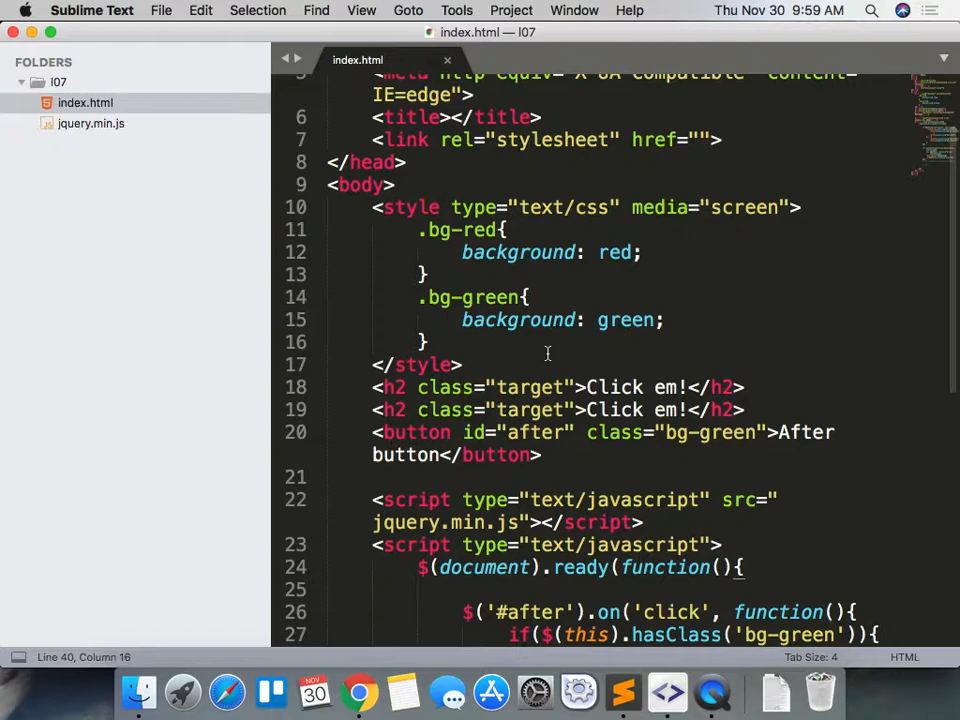 Sublime Text File Edit Selection Find View Goto Tools Project Window Help Thu Nov 30 9:59 AM
index.html — l07
FOLDERS
l07
index.html
jquery.min.js
index.html
5 <meta http-equiv="X-UA-Compatible" content="
IE=edge">
6 <title></title>
7 <link rel="stylesheet" href="">
8 </head>
9 <body>
10 <style type="text/css" media="screen">
11 .bg-red{
12 background: red;
13 }
14 .bg-green{
15 background: green;
16 }
17 </style>
18 <h2 class="target">Click em!</h2>
19 <h2 class="target">Click em!</h2>
20 <button id="after" class="bg-green">After
button</button>
21
22 <script type="text/javascript" src="
jquery.min.js"></script>
23 <script type="text/javascript">
24 $(document).ready(function(){
25
26 $('#after').on('click', function(){
27 if($(this).hasClass('bg-green')){
Line 40, Column 16 Tab Size: 4 HTML
NOV
30